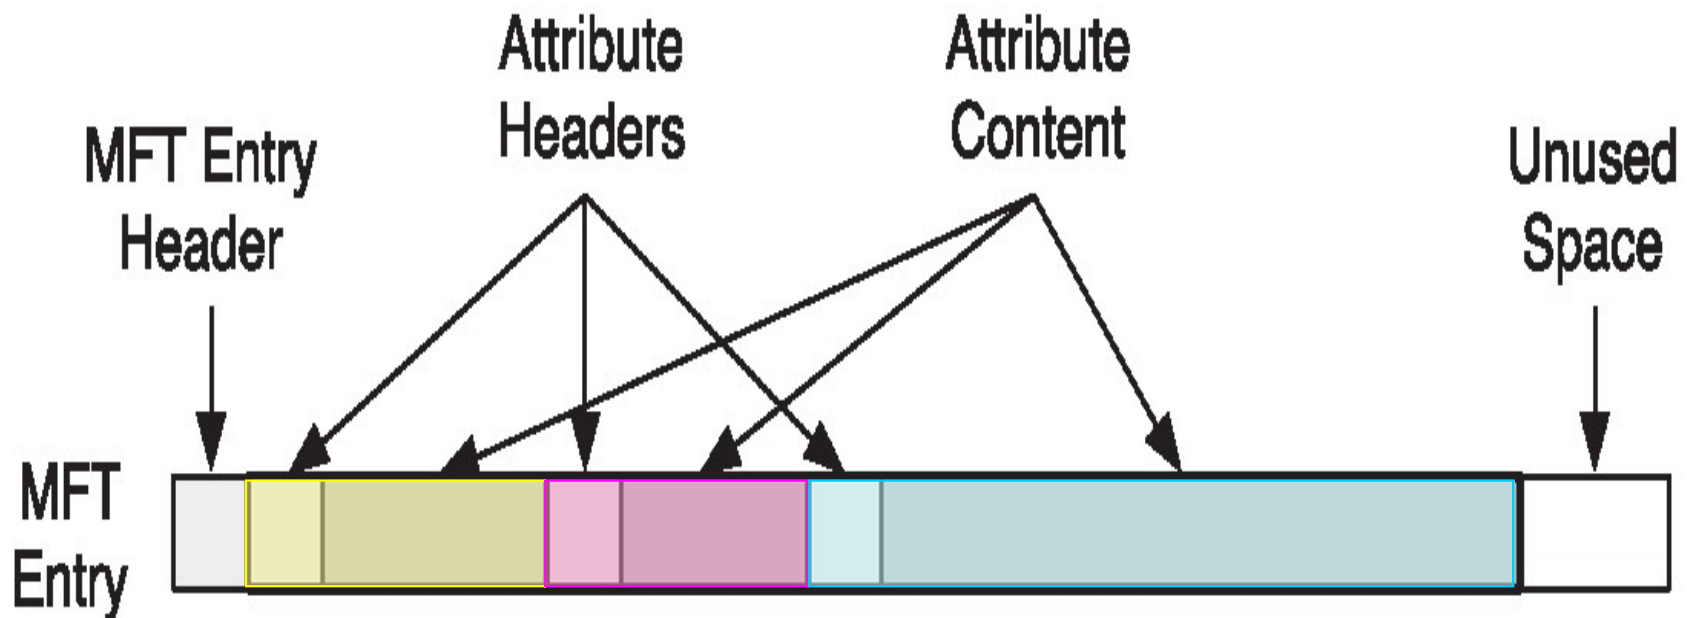 Attribute
Headers
Attribute
Content
MFT Entry
Header
Unused
Space
MFT
Entry